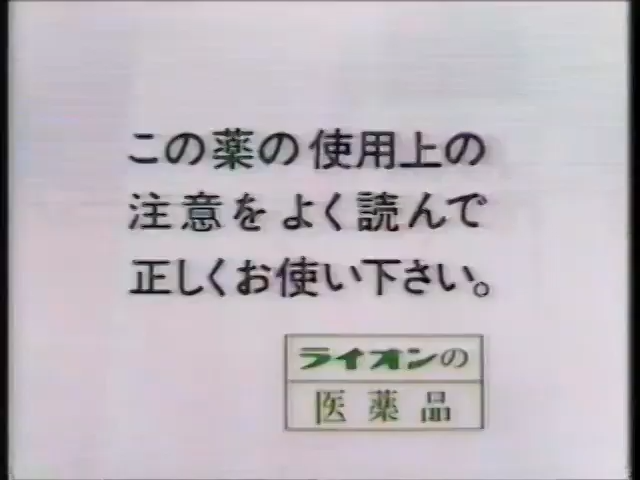 この薬の使用上の
注意をよく読んで
正しくお使い下さい。
ライオンの
医薬品